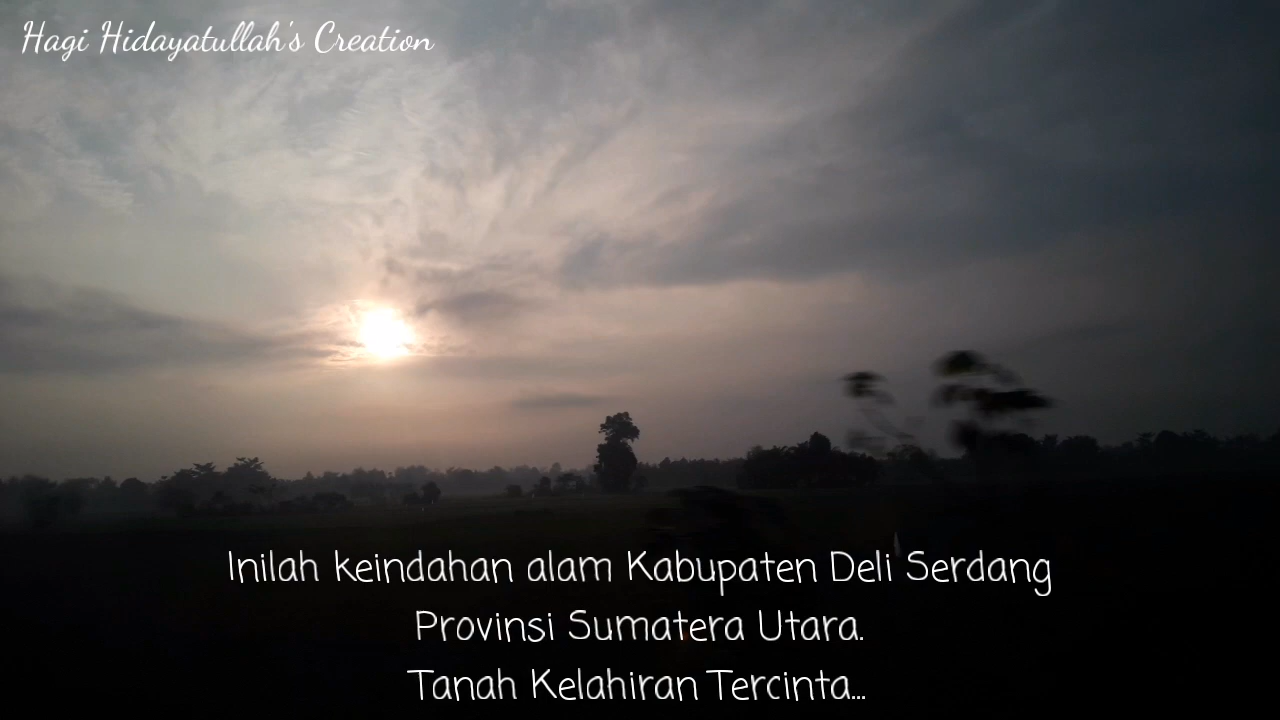 Hagi Hidayatullah's Creation
Inilah keindahan alam Kabupaten Deli Serdang
Provinsi Sumatera Utara.
Tanah Kelahiran Tercinta...